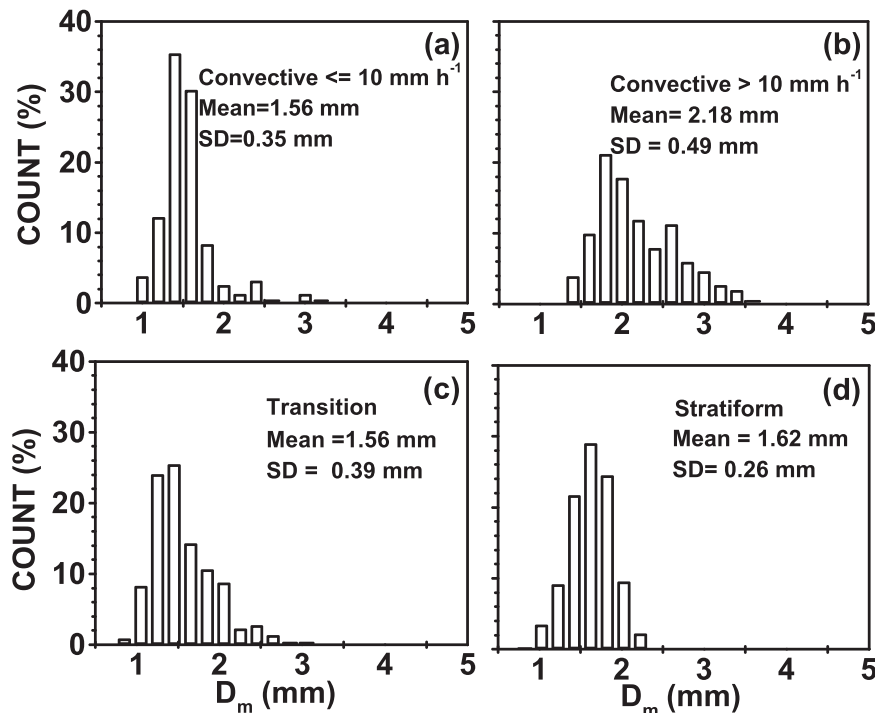 40
30
20
10
0
COUNT (%)
(a)
Convective <= 10 mm h⁻¹
Mean=1.56 mm
SD=0.35 mm
1 2 3 4 5
(b)
Convective > 10 mm h⁻¹
Mean= 2.18 mm
SD = 0.49 mm
1 2 3 4 5
40
30
20
10
0
COUNT (%)
(c)
Transition
Mean =1.56 mm
SD = 0.39 mm
1 2 3 4 5
Dₘ (mm)
(d)
Stratiform
Mean = 1.62 mm
SD= 0.26 mm
1 2 3 4 5
Dₘ (mm)